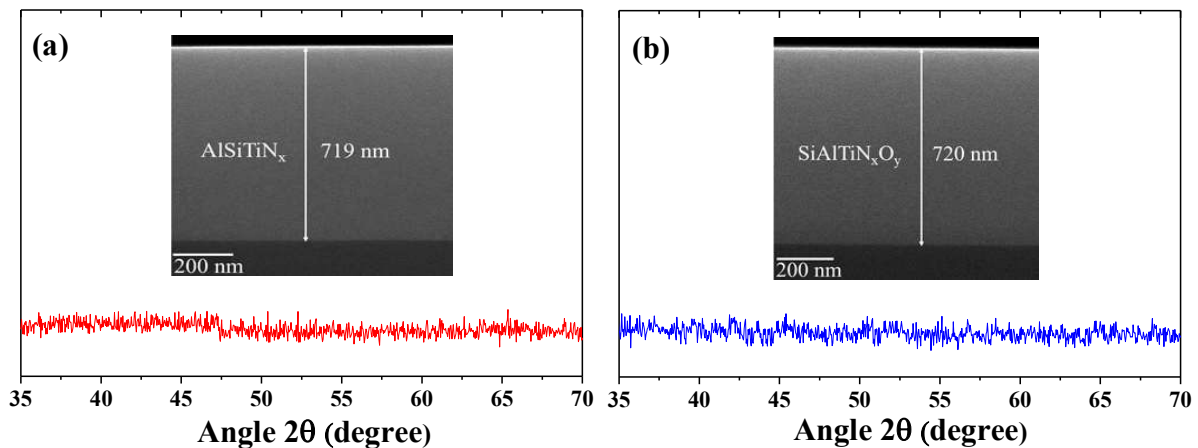 (a)
AlSiTiNx
719 nm
200 nm
35 40 45 50 55 60 65 70
Angle 2θ (degree)
(b)
SiAlTiNxOy
720 nm
200 nm
35 40 45 50 55 60 65 70
Angle 2θ (degree)